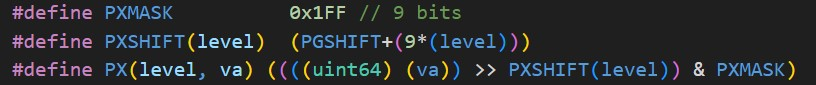 #define PXMASK          0x1FF // 9 bits
#define PXSHIFT(level)  (PGSHIFT+(9*(level)))
#define PX(level, va) ((((uint64) (va)) >> PXSHIFT(level)) & PXMASK)